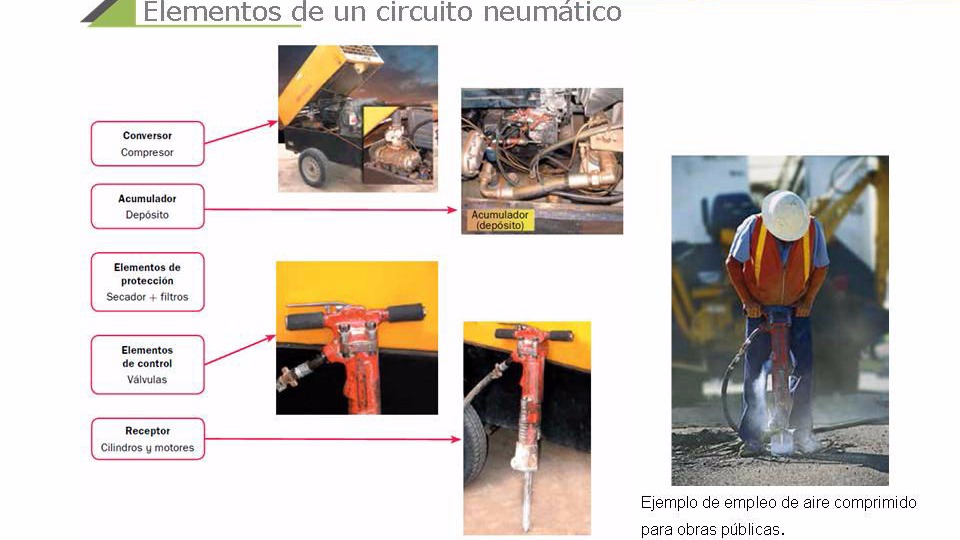 Elementos de un circuito neumático
Conversor
Compresor
Acumulador
Depósito
Acumulador
(depósito)
Elementos de
protección
Secador + filtros
Elementos
de control
Válvulas
Receptor
Cilindros y motores
Ejemplo de empleo de aire comprimido
para obras públicas.